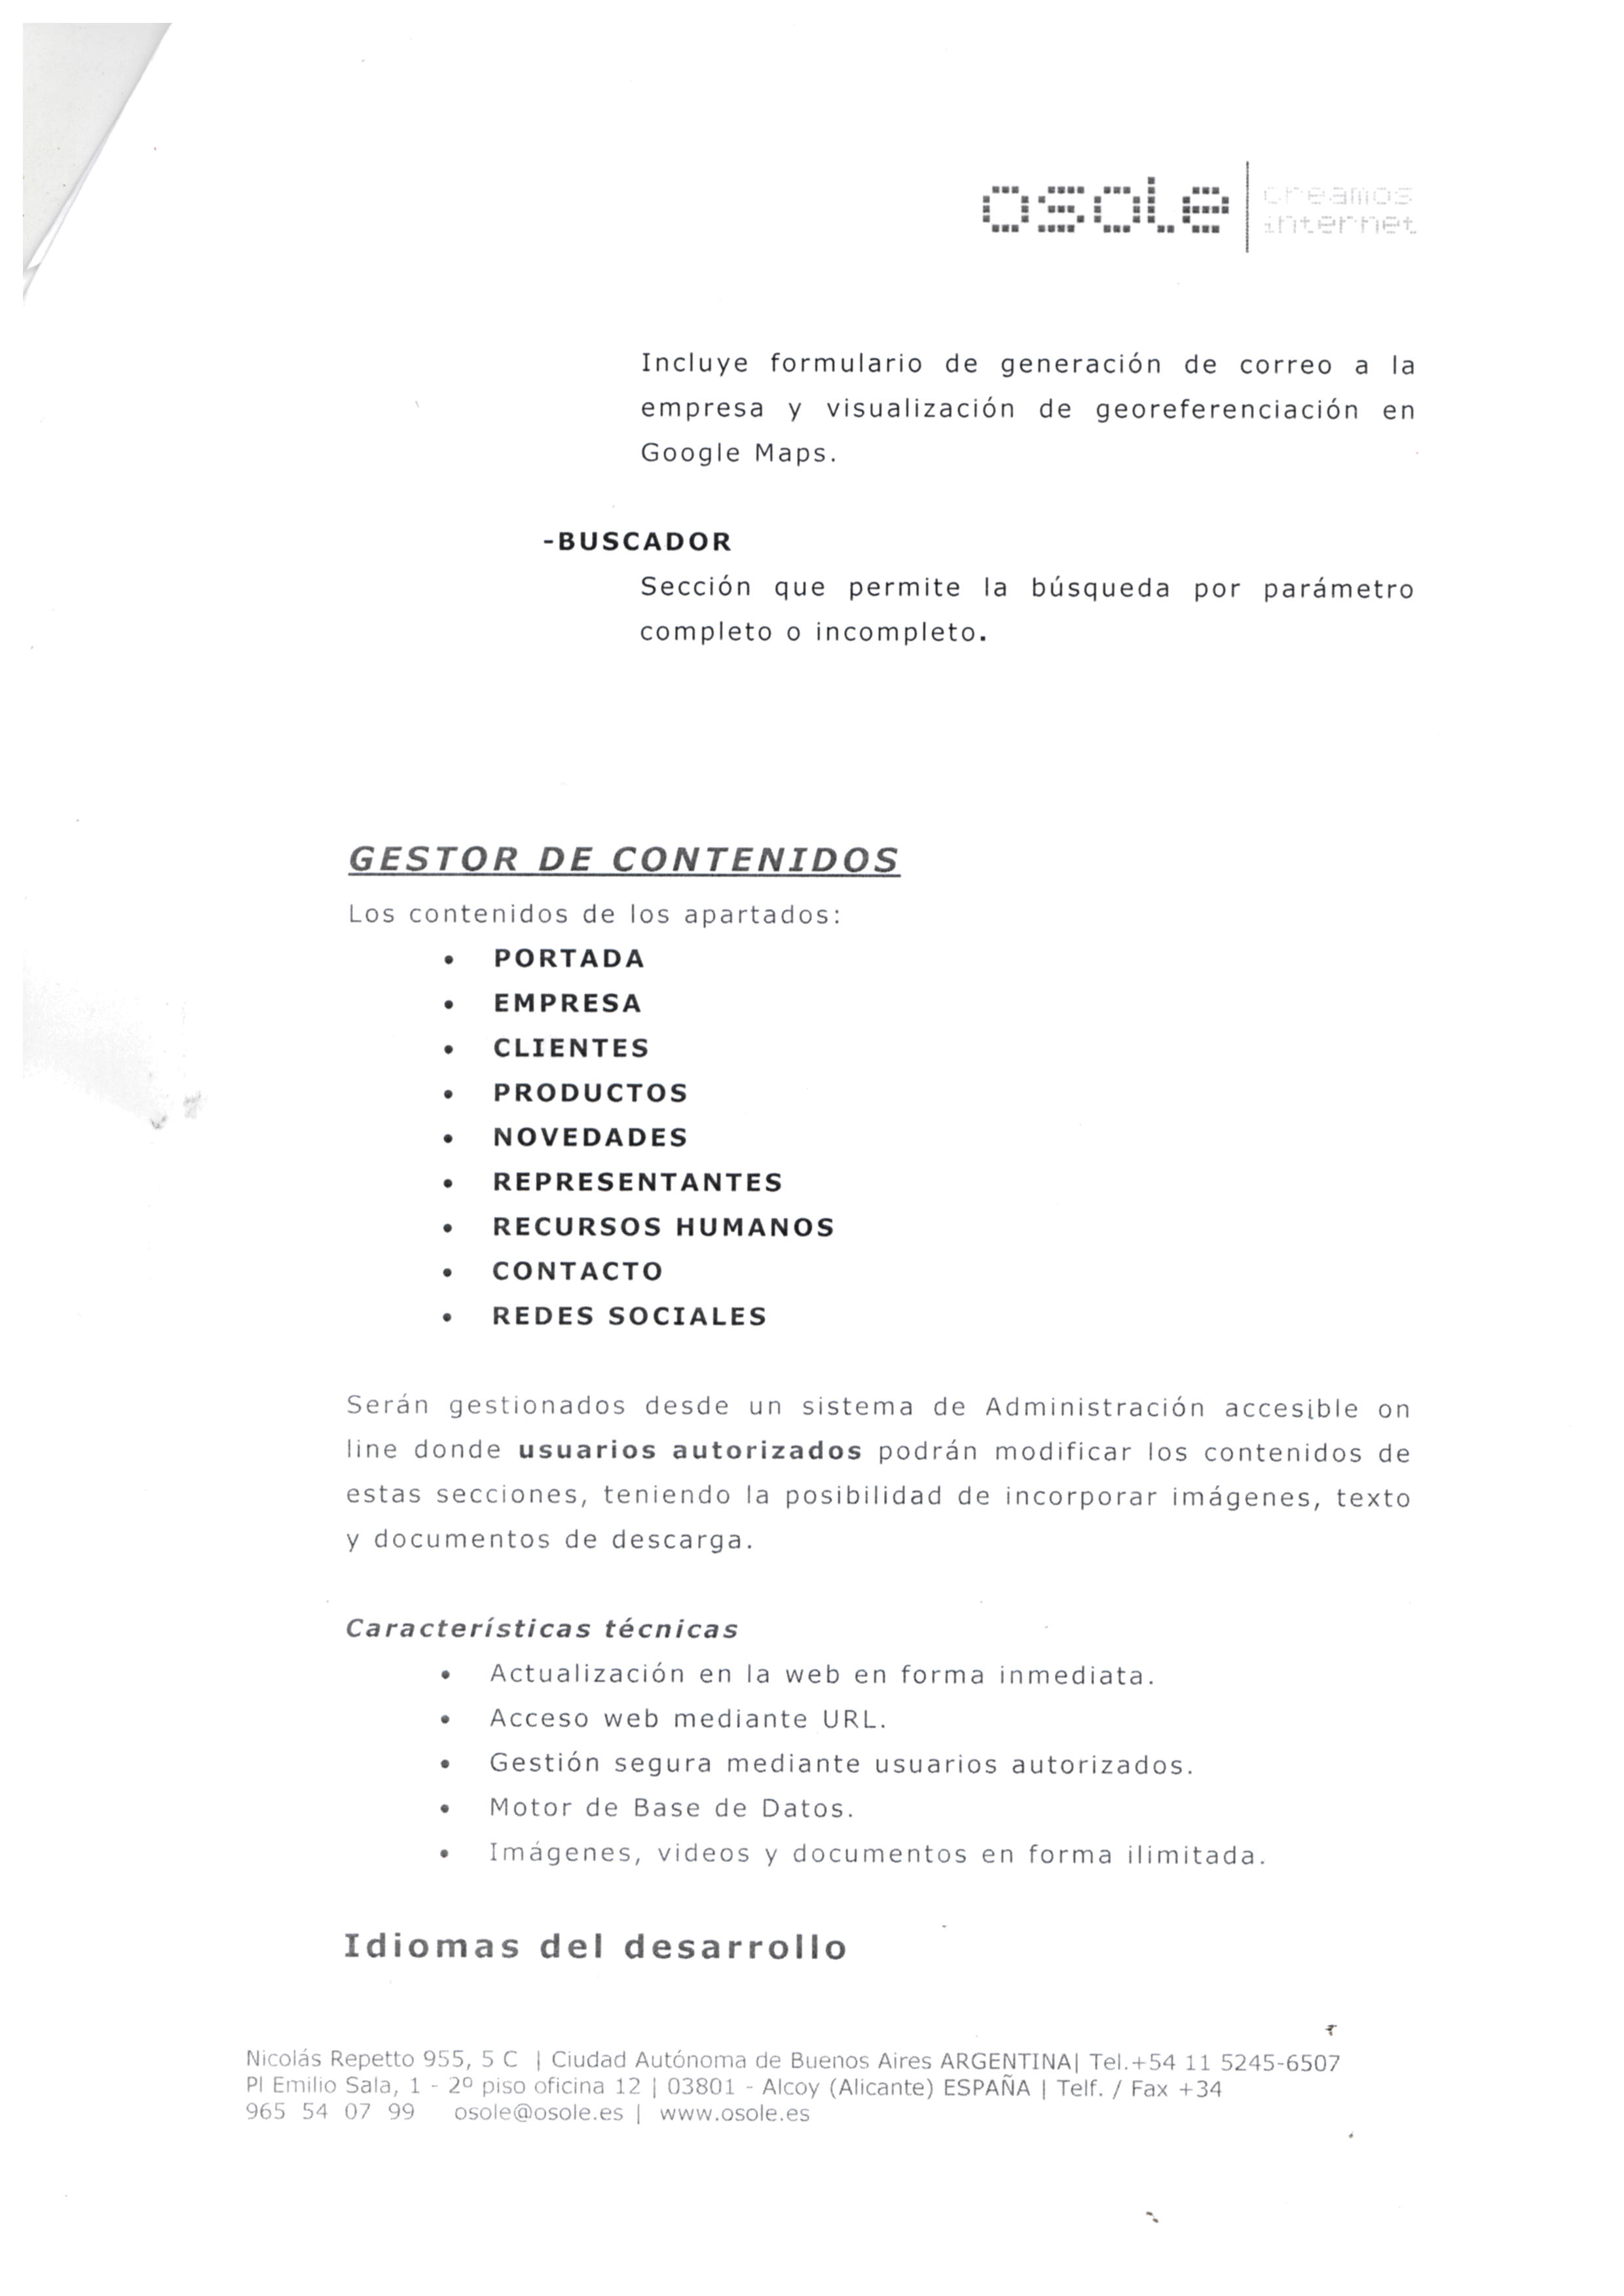 osole | creamos
internet
Incluye formulario de generación de correo a la
empresa y visualización de georeferenciación en
Google Maps.
-BUSCADOR
Sección que permite la búsqueda por parámetro
completo o incompleto.
GESTOR DE CONTENIDOS
Los contenidos de los apartados:
• PORTADA
• EMPRESA
• CLIENTES
• PRODUCTOS
• NOVEDADES
• REPRESENTANTES
• RECURSOS HUMANOS
• CONTACTO
• REDES SOCIALES
Serán gestionados desde un sistema de Administración accesible on
line donde usuarios autorizados podrán modificar los contenidos de
estas secciones, teniendo la posibilidad de incorporar imágenes, texto
y documentos de descarga.
Características técnicas
• Actualización en la web en forma inmediata.
• Acceso web mediante URL.
• Gestión segura mediante usuarios autorizados.
• Motor de Base de Datos.
• Imágenes, videos y documentos en forma ilimitada.
Idiomas del desarrollo
Nicolás Repetto 955, 5 C | Ciudad Autónoma de Buenos Aires ARGENTINA| Tel.+54 11 5245-6507
Pl Emilio Sala, 1 - 2º piso oficina 12 | 03801 - Alcoy (Alicante) ESPAÑA | Telf. / Fax +34
965 54 07 99 osole@osole.es | www.osole.es